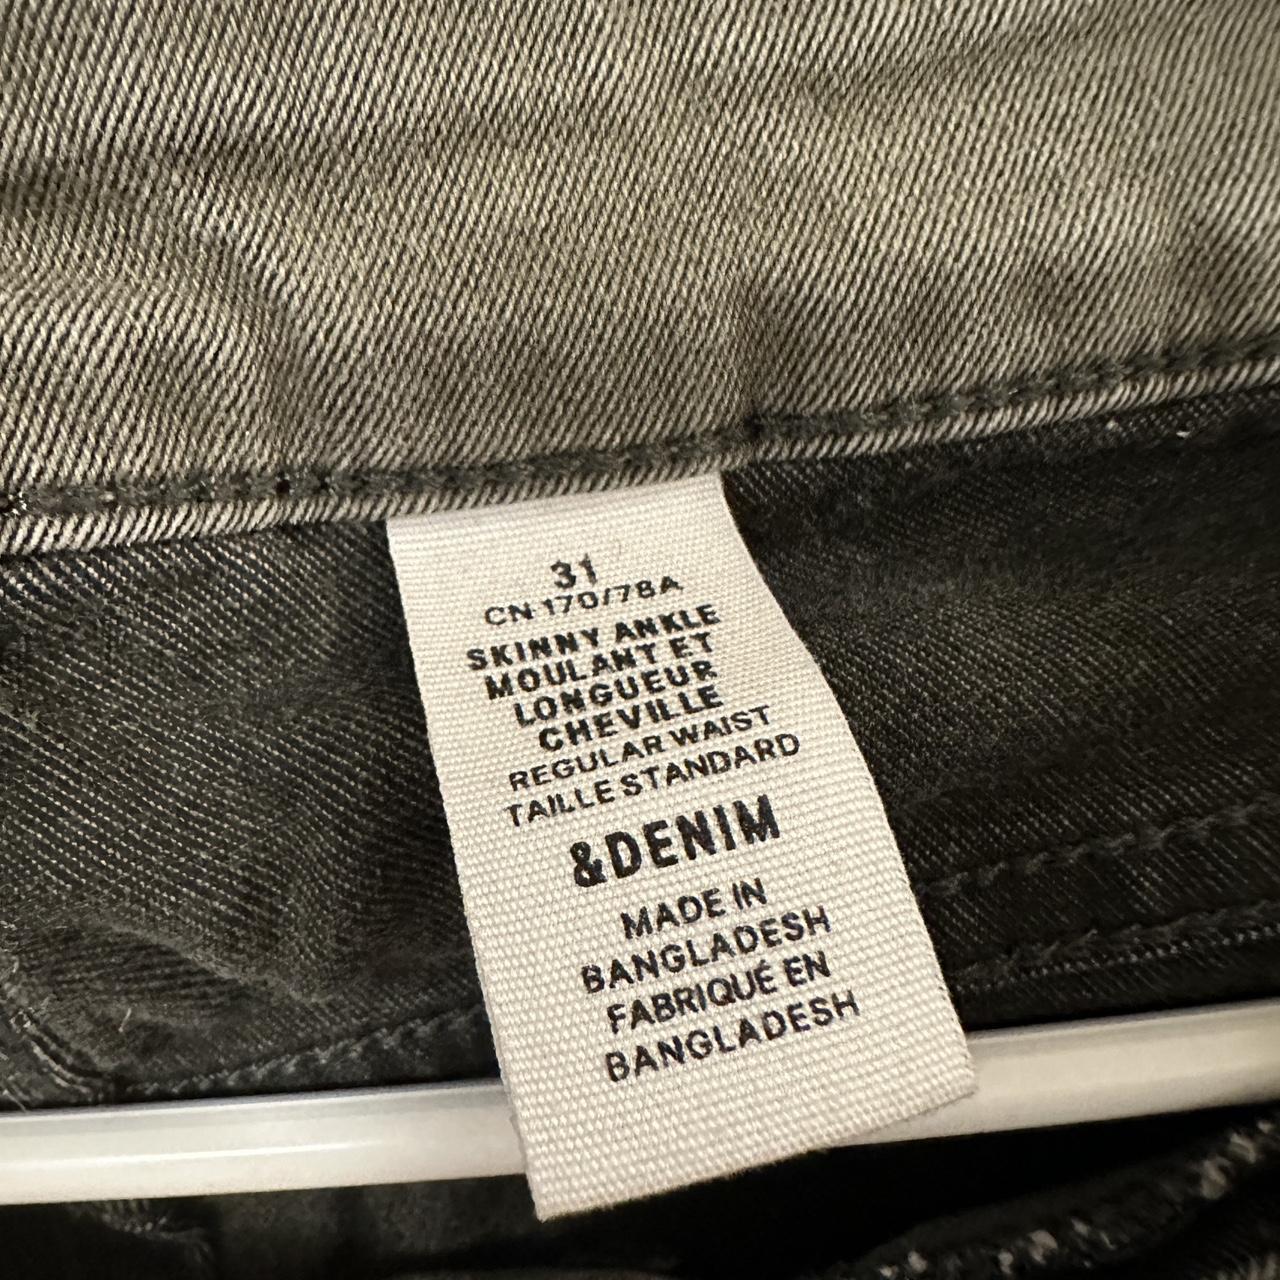 31
CN 170/78A
SKINNY ANKLE
MOULANT ET
LONGUEUR
CHEVILLE
REGULAR WAIST
TAILLE STANDARD
&DENIM
MADE IN
BANGLADESH
FABRIQUÉ EN
BANGLADESH